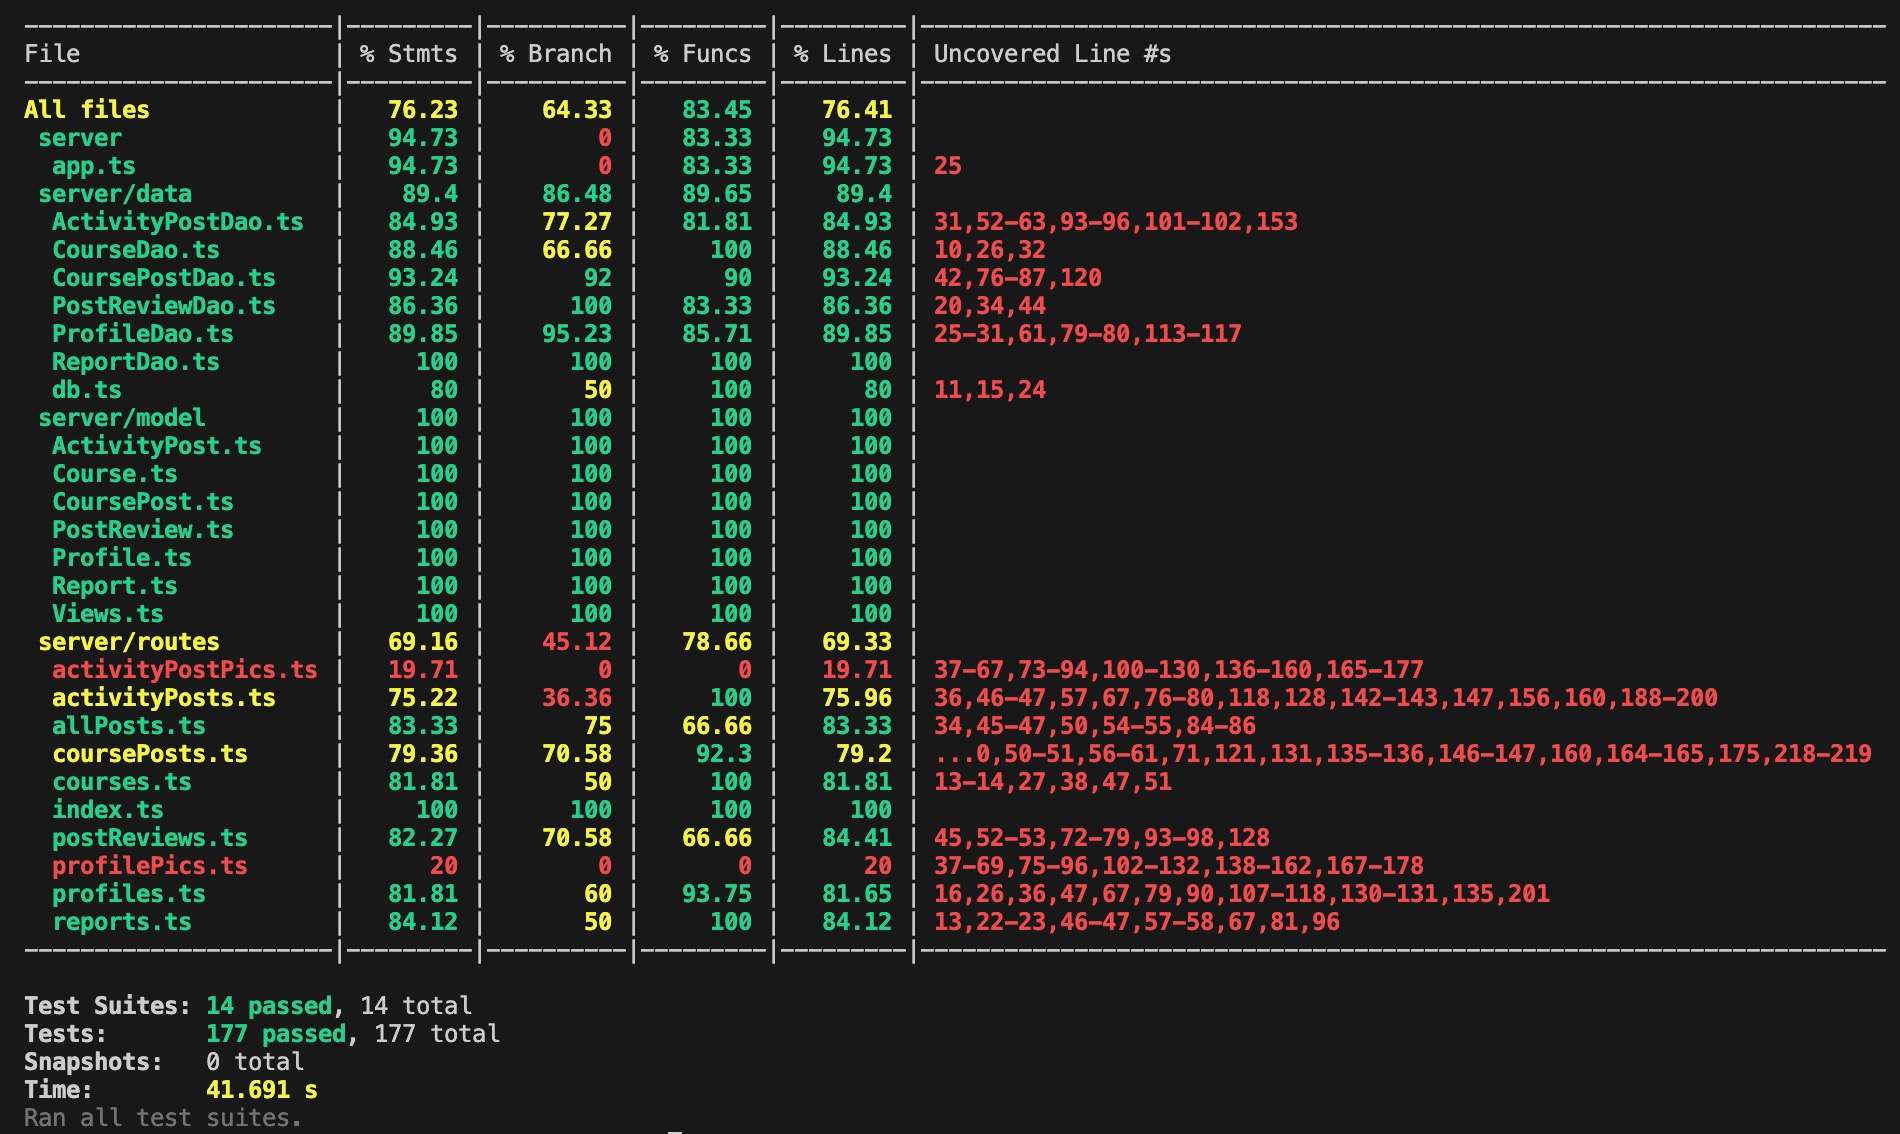 File | % Stmts | % Branch | % Funcs | % Lines | Uncovered Line #s
All files | 76.23 | 64.33 | 83.45 | 76.41 |
server | 94.73 | 0 | 83.33 | 94.73 |
app.ts | 94.73 | 0 | 83.33 | 94.73 | 25
server/data | 89.4 | 86.48 | 89.65 | 89.4 |
ActivityPostDao.ts | 84.93 | 77.27 | 81.81 | 84.93 | 31,52-63,93-96,101-102,153
CourseDao.ts | 88.46 | 66.66 | 100 | 88.46 | 10,26,32
CoursePostDao.ts | 93.24 | 92 | 90 | 93.24 | 42,76-87,120
PostReviewDao.ts | 86.36 | 100 | 83.33 | 86.36 | 20,34,44
ProfileDao.ts | 89.85 | 95.23 | 85.71 | 89.85 | 25-31,61,79-80,113-117
ReportDao.ts | 100 | 100 | 100 | 100 |
db.ts | 80 | 50 | 100 | 80 | 11,15,24
server/model | 100 | 100 | 100 | 100 |
ActivityPost.ts | 100 | 100 | 100 | 100 |
Course.ts | 100 | 100 | 100 | 100 |
CoursePost.ts | 100 | 100 | 100 | 100 |
PostReview.ts | 100 | 100 | 100 | 100 |
Profile.ts | 100 | 100 | 100 | 100 |
Report.ts | 100 | 100 | 100 | 100 |
Views.ts | 100 | 100 | 100 | 100 |
server/routes | 69.16 | 45.12 | 78.66 | 69.33 |
activityPostPics.ts | 19.71 | 0 | 0 | 19.71 | 37-67,73-94,100-130,136-160,165-177
activityPosts.ts | 75.22 | 36.36 | 100 | 75.96 | 36,46-47,57,67,76-80,118,128,142-143,147,156,160,188-200
allPosts.ts | 83.33 | 75 | 66.66 | 83.33 | 34,45-47,50,54-55,84-86
coursePosts.ts | 79.36 | 70.58 | 92.3 | 79.2 | ...0,50-51,56-61,71,121,131,135-136,146-147,160,164-165,175,218-219
courses.ts | 81.81 | 50 | 100 | 81.81 | 13-14,27,38,47,51
index.ts | 100 | 100 | 100 | 100 |
postReviews.ts | 82.27 | 70.58 | 66.66 | 84.41 | 45,52-53,72-79,93-98,128
profilePics.ts | 20 | 0 | 0 | 20 | 37-69,75-96,102-132,138-162,167-178
profiles.ts | 81.81 | 60 | 93.75 | 81.65 | 16,26,36,47,67,79,90,107-118,130-131,135,201
reports.ts | 84.12 | 50 | 100 | 84.12 | 13,22-23,46-47,57-58,67,81,96
Test Suites: 14 passed, 14 total
Tests: 177 passed, 177 total
Snapshots: 0 total
Time: 41.691 s
Ran all test suites.